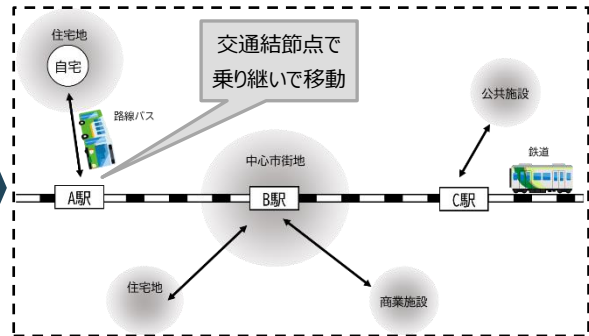 住宅地
自宅
路線バス
交通結節点で
乗り継いで移動
公共施設
鉄道
中心市街地
A駅
B駅
C駅
住宅地
商業施設